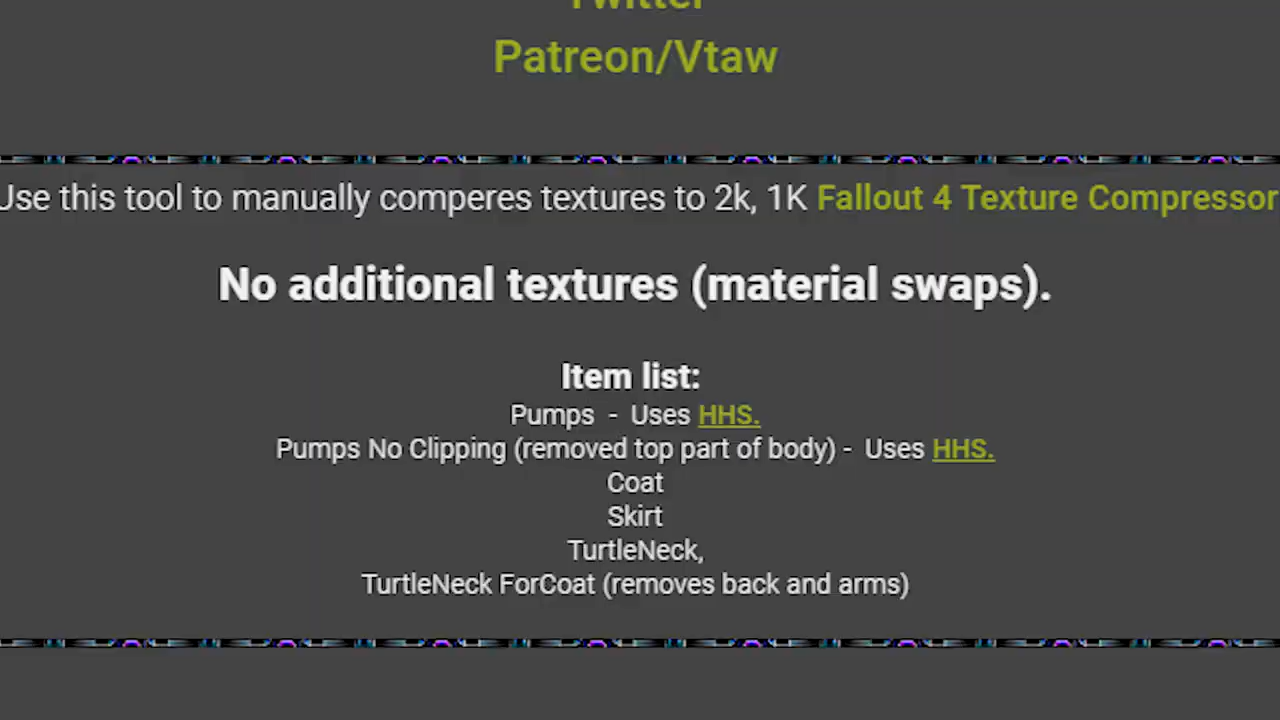 Twitter
Patreon/Vtaw
Use this tool to manually comperes textures to 2k, 1K Fallout 4 Texture Compressor
No additional textures (material swaps).
Item list:
Pumps - Uses HHS.
Pumps No Clipping (removed top part of body) - Uses HHS.
Coat
Skirt
TurtleNeck,
TurtleNeck ForCoat (removes back and arms)